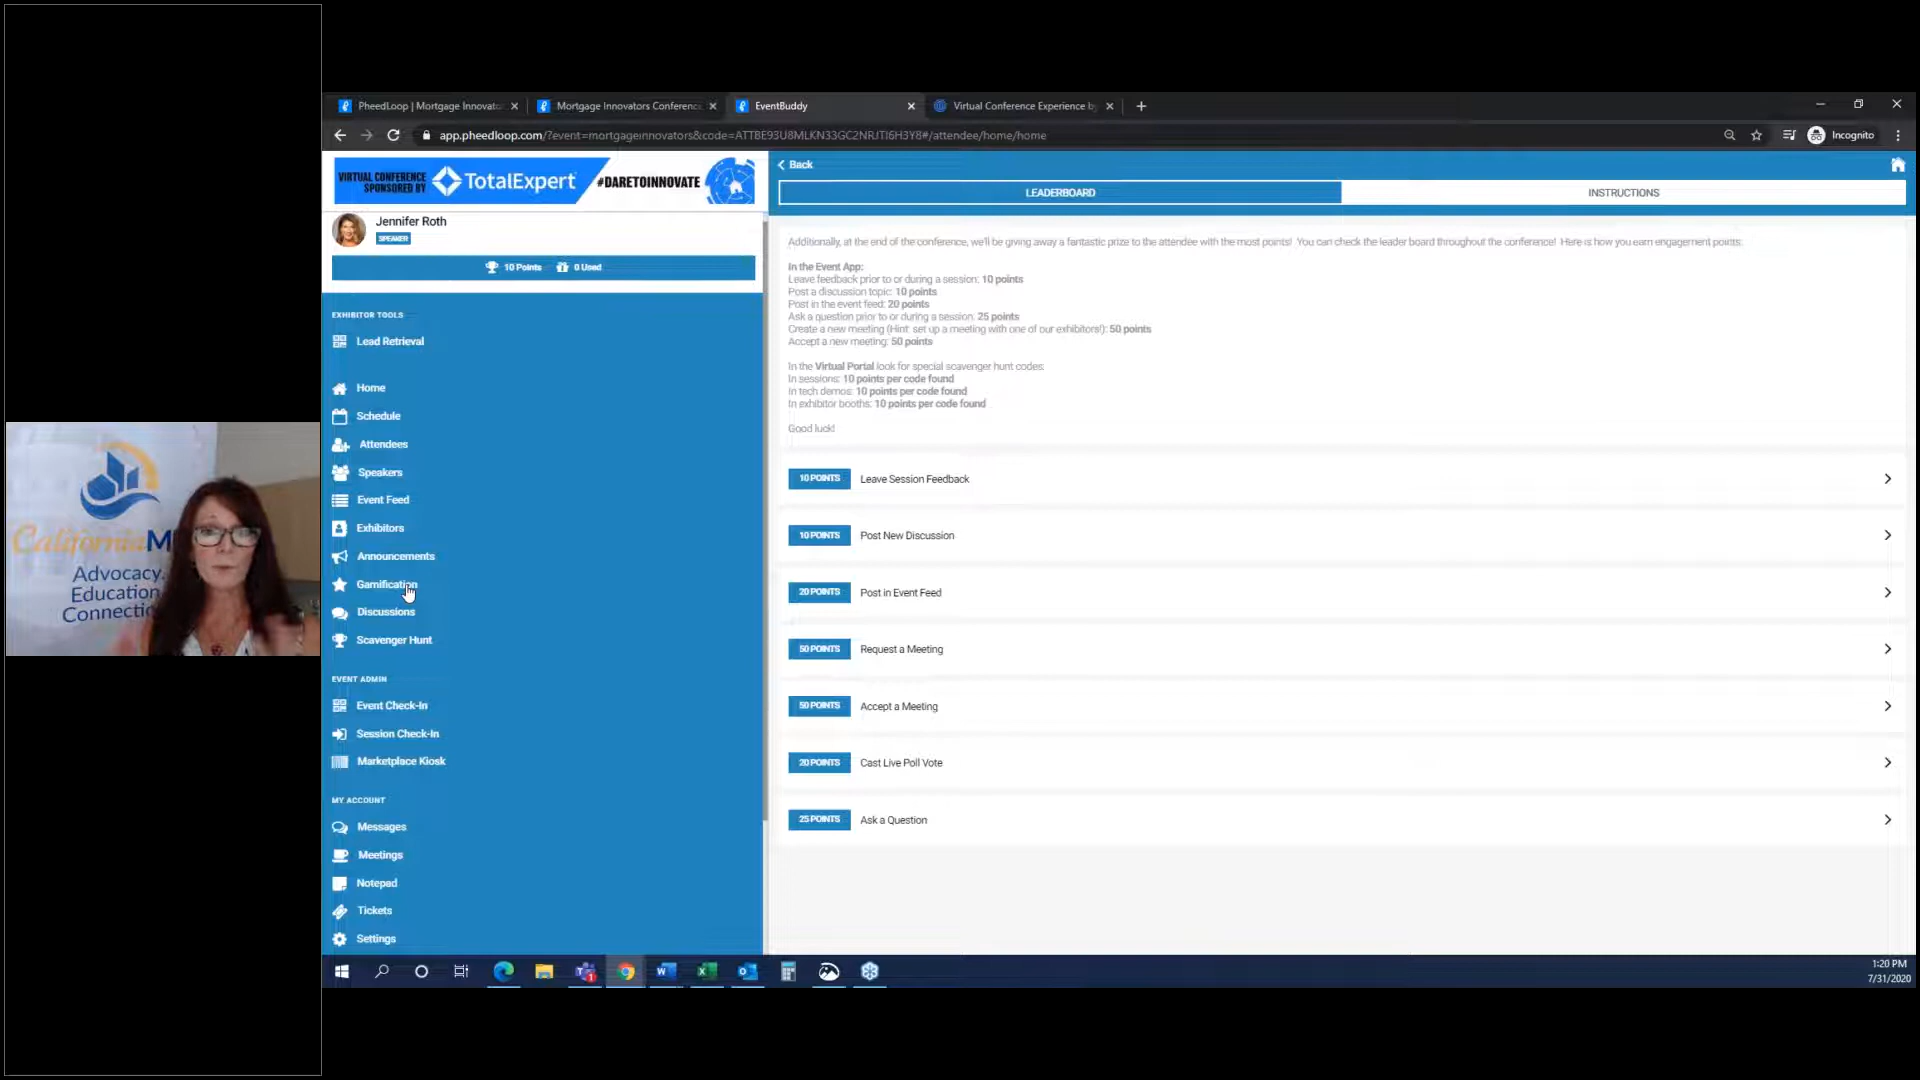 PheedLoop | Mortgage Innovato
Mortgage Innovators Conference
EventBuddy
Virtual Conference Experience b
app.pheedloop.com/?event=mortgageinnovators&code=ATTBE93U8MLKN33GC2NRJTI6H3Y8#/attendee/home/home
Incognito
VIRTUAL CONFERENCE
SPONSORED BY
TotalExpert
#DARETOINNOVATE
Jennifer Roth
SPEAKER
10 Points
0 Used
EXHIBITOR TOOLS
Lead Retrieval
Home
Schedule
Attendees
Speakers
Event Feed
Exhibitors
Announcements
Gamification
Discussions
Scavenger Hunt
EVENT ADMIN
Event Check-In
Session Check-In
Marketplace Kiosk
MY ACCOUNT
Messages
Meetings
Notepad
Tickets
Settings
Back
LEADERBOARD
INSTRUCTIONS
Additionally, at the end of the conference, we'll be giving away a fantastic prize to the attendee with the most points! You can check the leader board throughout the conference! Here is how you earn engagement points:
In the Event App:
Leave feedback prior to or during a session: 10 points
Post a discussion topic: 10 points
Post in the event feed: 20 points
Ask a question prior to or during a session: 25 points
Create a new meeting (Hint: set up a meeting with one of our exhibitors!): 50 points
Accept a new meeting: 50 points
In the Virtual Portal look for special scavenger hunt codes:
In sessions: 10 points per code found
In tech demos: 10 points per code found
In exhibitor booths: 10 points per code found
Good luck!
10 POINTS Leave Session Feedback
10 POINTS Post New Discussion
20 POINTS Post in Event Feed
50 POINTS Request a Meeting
50 POINTS Accept a Meeting
20 POINTS Cast Live Poll Vote
25 POINTS Ask a Question
California M
Advocacy.
Education
Connectio
1:20 PM
7/31/2020